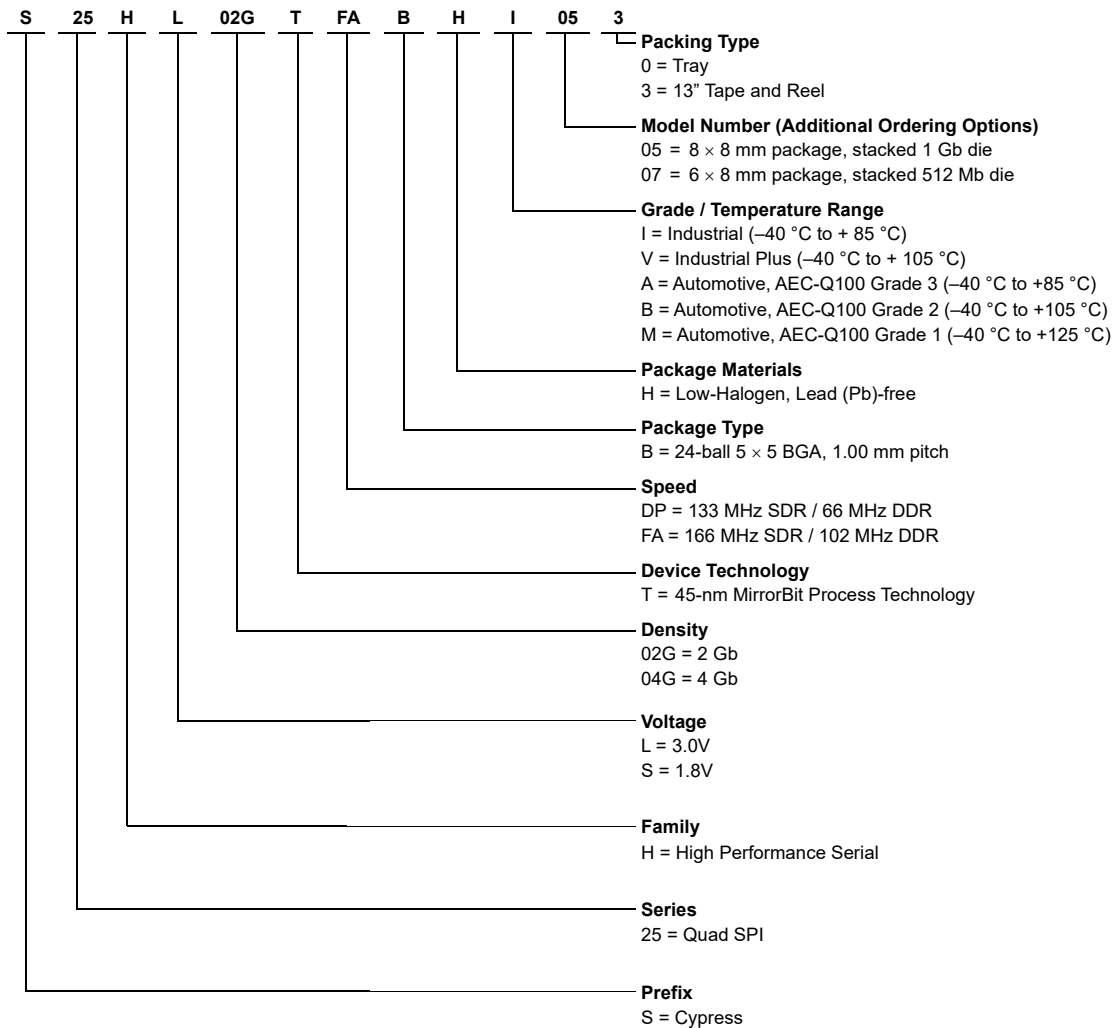 S 25 H L 02G T FA B H I 05 3
Packing Type
0 = Tray
3 = 13” Tape and Reel
Model Number (Additional Ordering Options)
05 = 8 × 8 mm package, stacked 1 Gb die
07 = 6 × 8 mm package, stacked 512 Mb die
Grade / Temperature Range
I = Industrial (–40 °C to + 85 °C)
V = Industrial Plus (–40 °C to + 105 °C)
A = Automotive, AEC-Q100 Grade 3 (–40 °C to +85 °C)
B = Automotive, AEC-Q100 Grade 2 (–40 °C to +105 °C)
M = Automotive, AEC-Q100 Grade 1 (–40 °C to +125 °C)
Package Materials
H = Low-Halogen, Lead (Pb)-free
Package Type
B = 24-ball 5 × 5 BGA, 1.00 mm pitch
Speed
DP = 133 MHz SDR / 66 MHz DDR
FA = 166 MHz SDR / 102 MHz DDR
Device Technology
T = 45-nm MirrorBit Process Technology
Density
02G = 2 Gb
04G = 4 Gb
Voltage
L = 3.0V
S = 1.8V
Family
H = High Performance Serial
Series
25 = Quad SPI
Prefix
S = Cypress